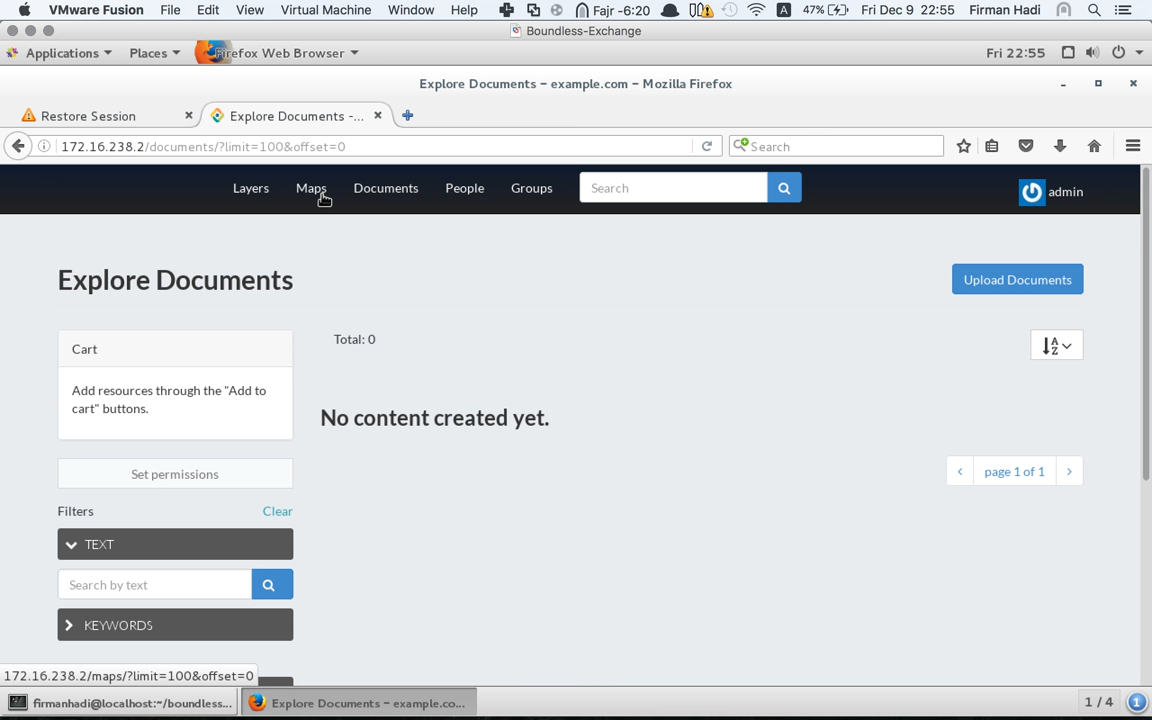 VMware Fusion File Edit View Virtual Machine Window Help Fajr -6:20 A 47% Fri Dec 9 22:55 Firman Hadi
Boundless-Exchange
Applications Places Firefox Web Browser Fri 22:55
Explore Documents – example.com – Mozilla Firefox
Restore Session Explore Documents -...
172.16.238.2/documents/?limit=100&offset=0 Search
Layers Maps Documents People Groups Search admin
Explore Documents Upload Documents
Cart Total: 0 A Z
Add resources through the "Add to
cart" buttons.
No content created yet.
Set permissions page 1 of 1
Filters Clear
TEXT
Search by text
KEYWORDS
172.16.238.2/maps/?limit=100&offset=0
firmanhadi@localhost:~/boundless... Explore Documents – example.co... 1 / 4 1